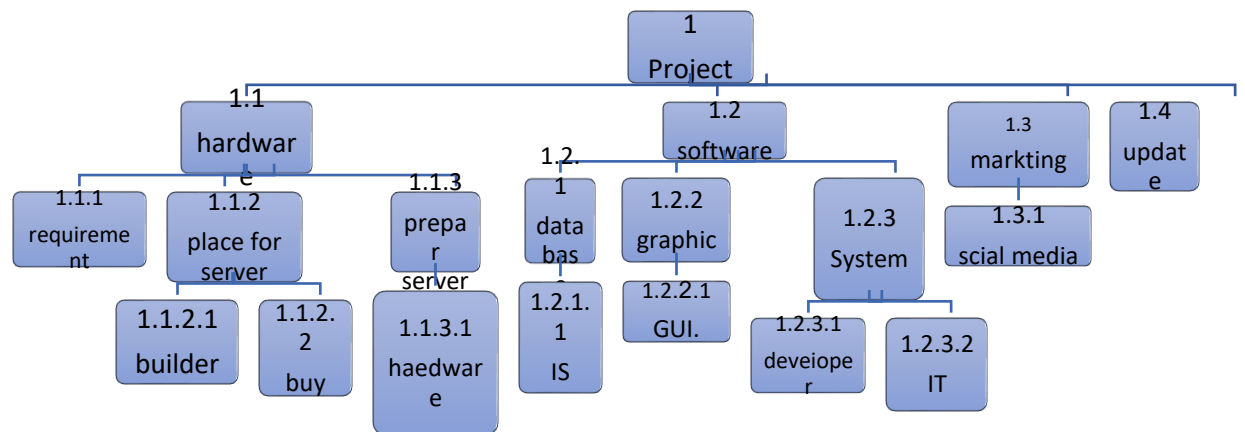 1
Project
1.1
hardwar
e
1.2
software
1.3
markting
1.4
updat
e
1.1.1
requireme
nt
1.1.2
place for
server
1.1.3
prepar
r
server
1.2.
1
data
bas
e
1.2.2
graphic
1.2.3
System
1.3.1
scial media
1.1.2.1
builder
1.1.2.
2
buy
1.1.3.1
haedwar
e
1.2.1.
1
IS
1.2.2.1
GUI.
1.2.3.1
deveiope
r
1.2.3.2
IT